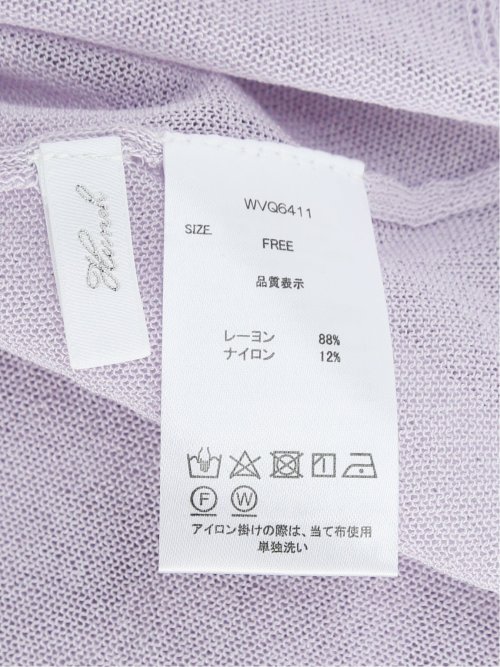 WVQ6411
SIZE FREE
品質表示
レーヨン 88%
ナイロン 12%
F W
アイロン掛けの際は、当て布使用
単独洗い